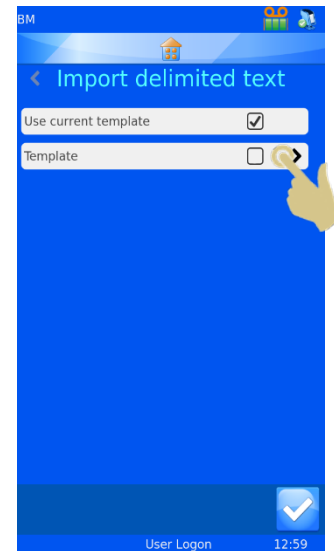 BM
Import delimited text
Use current template
Template
User Logon 12:59